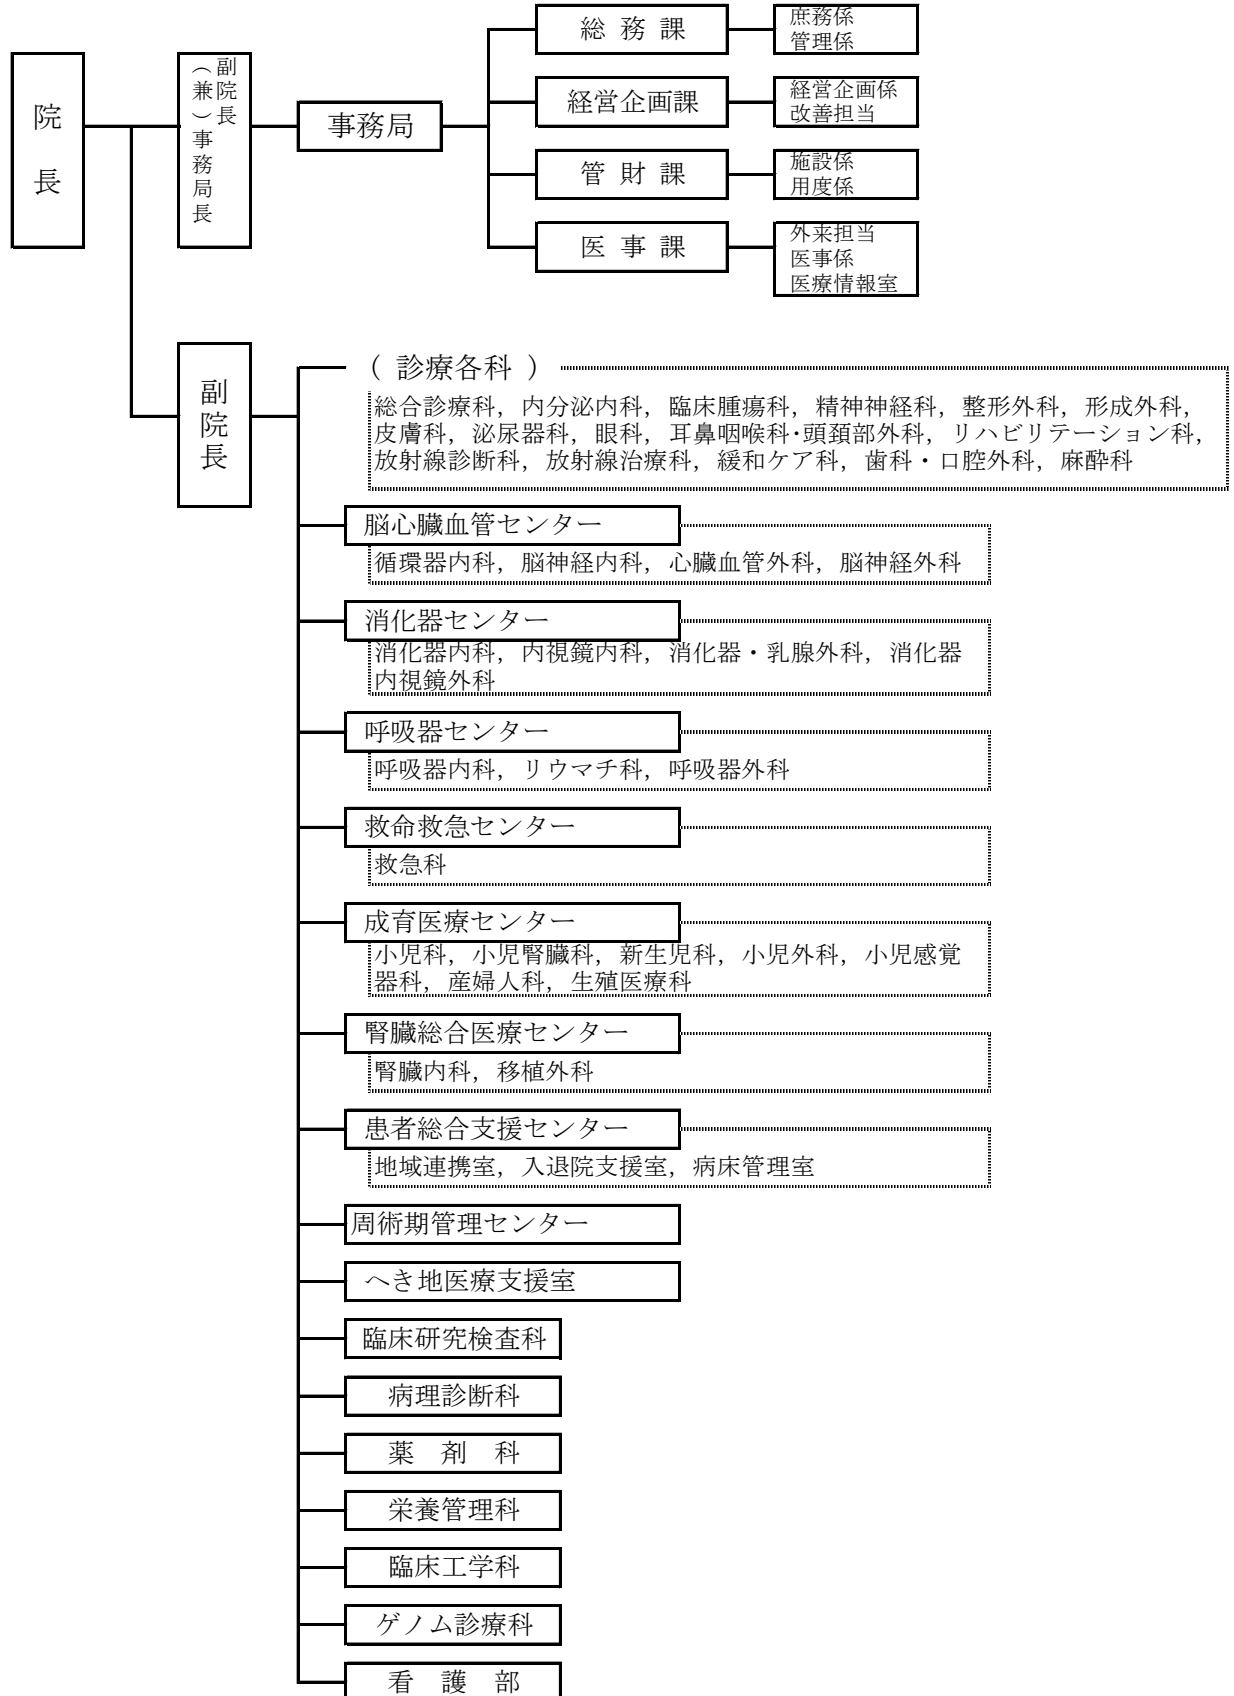 院長
副院長
(兼)事務局長
事務局
総務課
庶務係
管理係
経営企画課
経営企画係
改善担当
管財課
施設係
用度係
医事課
外来担当
医事係
医療情報室
副院長
(診療各科)
総合診療科,内分泌内科,臨床腫瘍科,精神神経科,整形外科,形成外科,
皮膚科,泌尿器科,眼科,耳鼻咽喉科・頭頚部外科,リハビリテーション科,
放射線診断科,放射線治療科,緩和ケア科,歯科・口腔外科,麻酔科
脳心臓血管センター
循環器内科,脳神経内科,心臓血管外科,脳神経外科
消化器センター
消化器内科,内視鏡内科,消化器・乳腺外科,消化器
内視鏡外科
呼吸器センター
呼吸器内科,リウマチ科,呼吸器外科
救命救急センター
救急科
成育医療センター
小児科,小児腎臓科,新生児科,小児外科,小児感覚
器科,産婦人科,生殖医療科
腎臓総合医療センター
腎臓内科,移植外科
患者総合支援センター
地域連携室,入退院支援室,病床管理室
周術期管理センター
へき地医療支援室
臨床研究検査科
病理診断科
薬剤科
栄養管理科
臨床工学科
ゲノム診療科
看護部